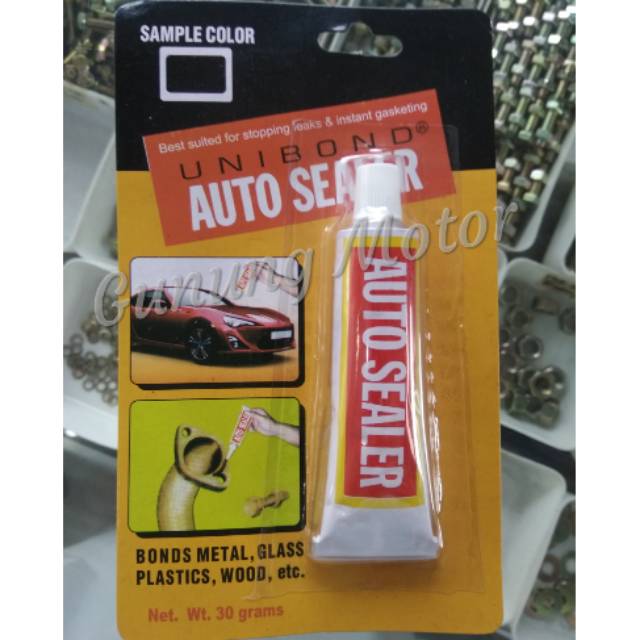 SAMPLE COLOR
Best suited for stopping leaks & instant gasketing
UNIBOND®
AUTO SEALER
Gunung Motor
AUTO SEALER
BONDS METAL, GLASS
PLASTICS, WOOD, etc.
Net. Wt. 30 grams